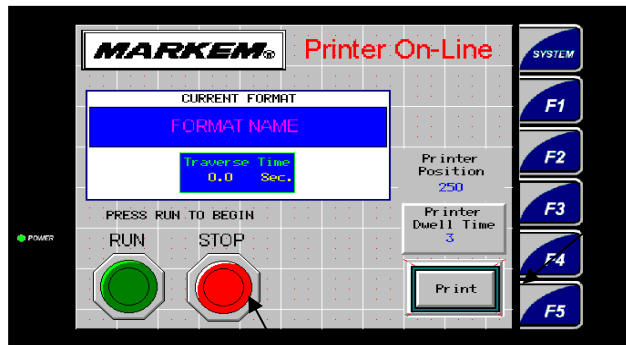 MARKEM® Printer On-Line
SYSTEM
CURRENT FORMAT
F1
FORMAT NAME
Traverse Time
0.0 Sec.
Printer
Position
250
F2
PRESS RUN TO BEGIN
Printer
Dwell Time
3
F3
POWER
RUN STOP
F4
Print
F5